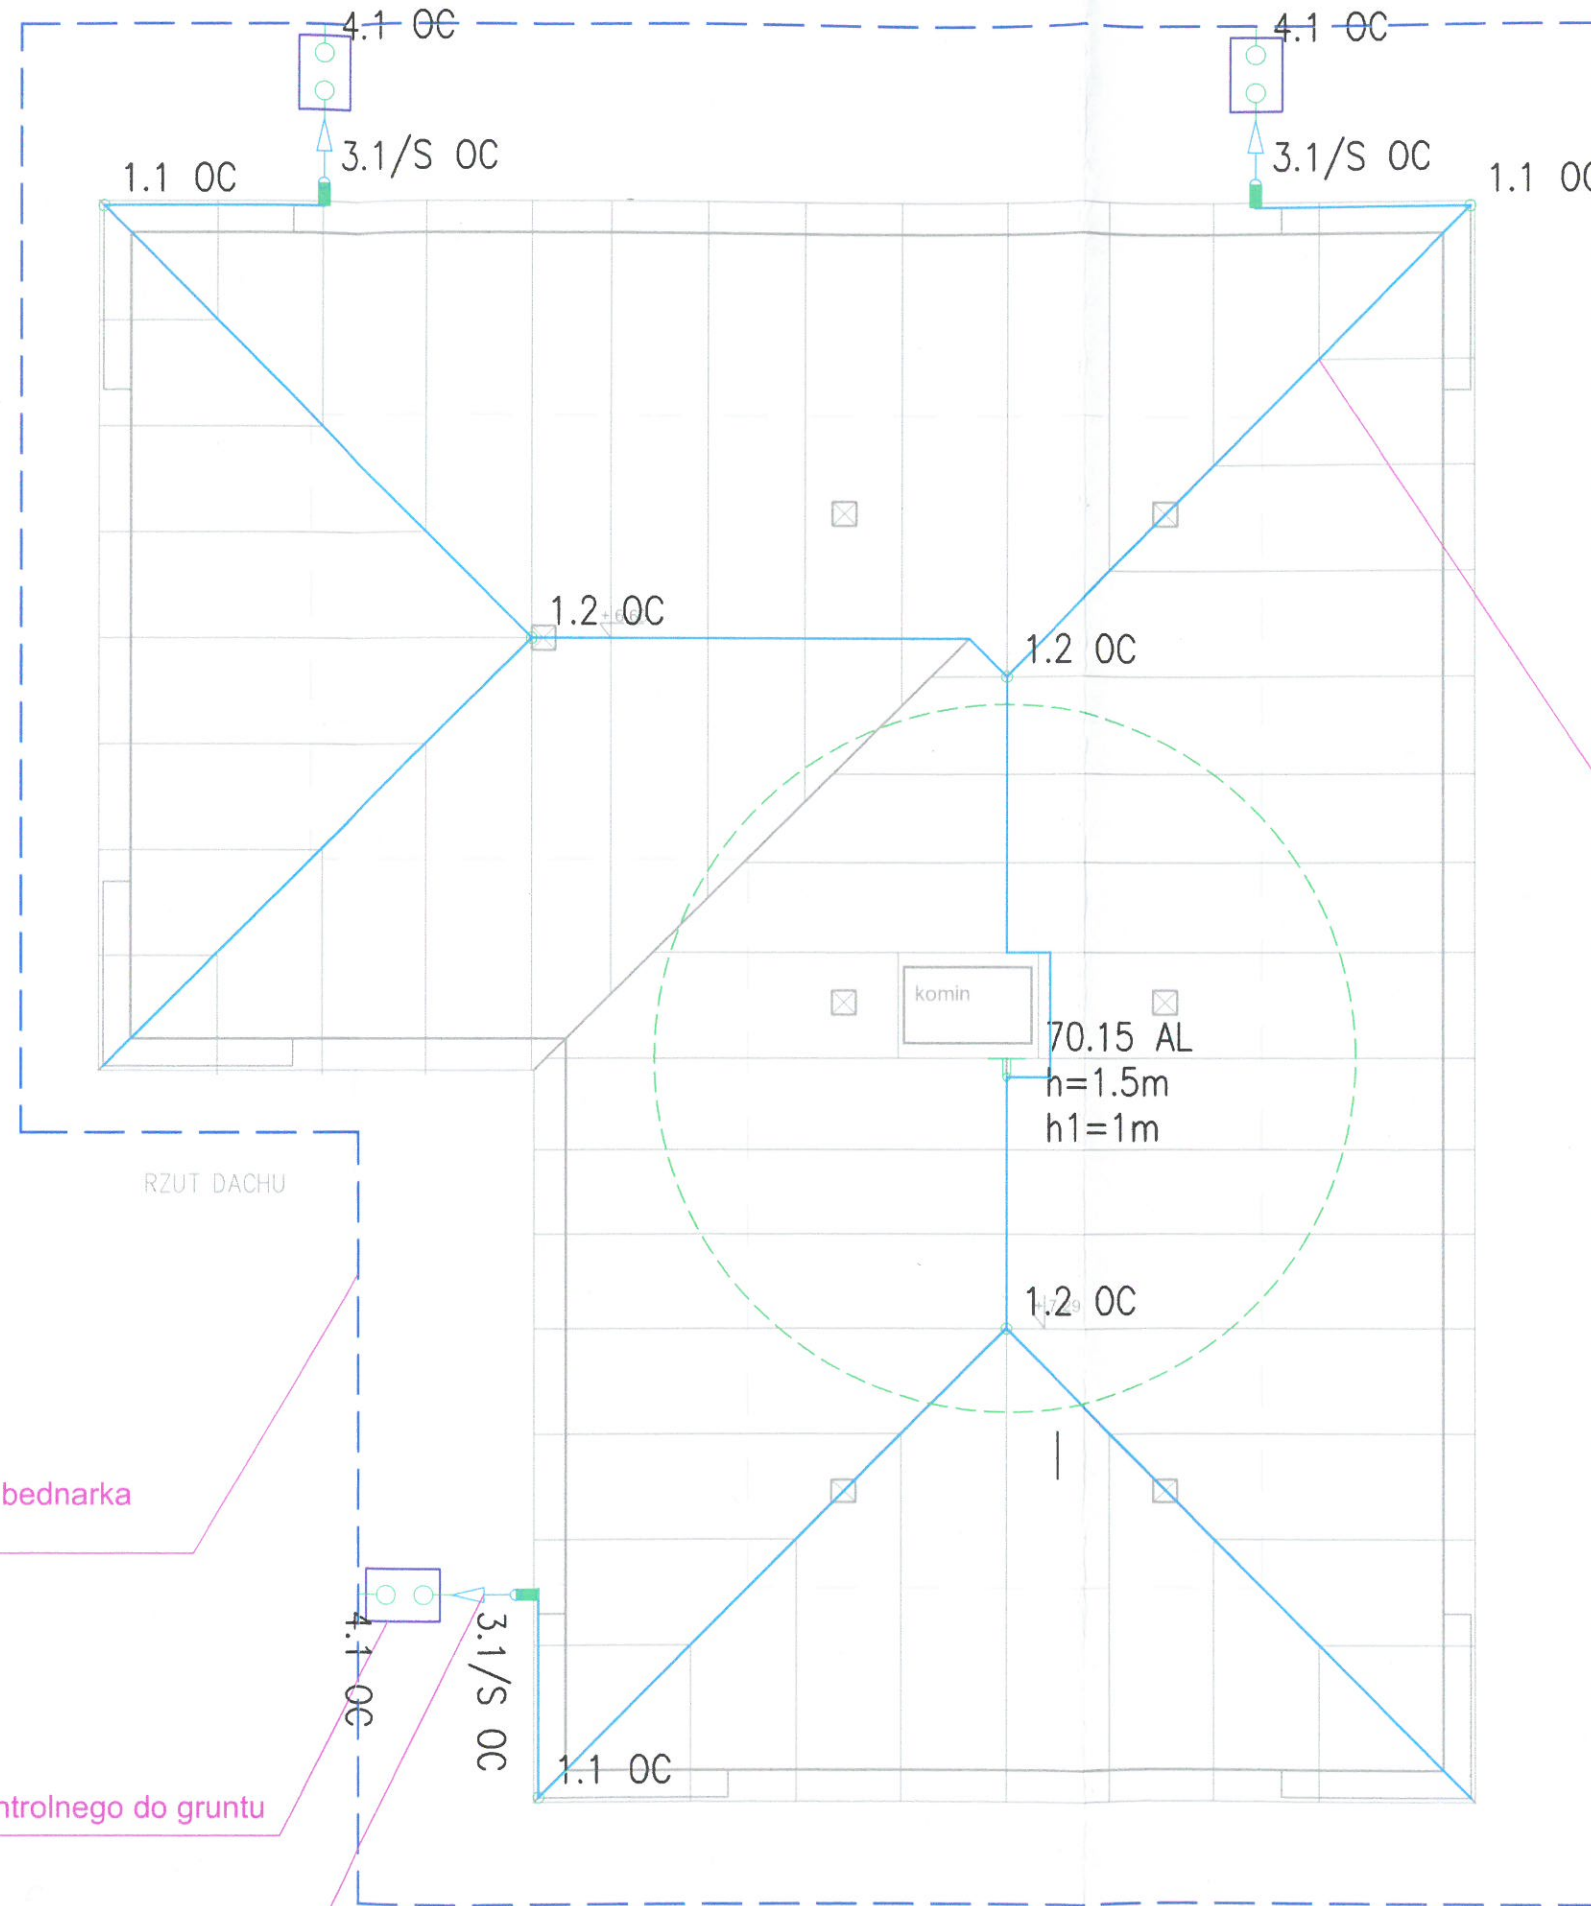 4.1 OC
4.1 OC
3.1/S OC
3.1/S OC
1.1 OC
1.1 OC
1.2 OC
1.2 OC
komin
70.15 AL
h=1.5m
h1=1m
RZUT DACHU
1.2 OC
bednarka
4.1 OC
3.1/S OC
1.1 OC
ntrolnego do gruntu